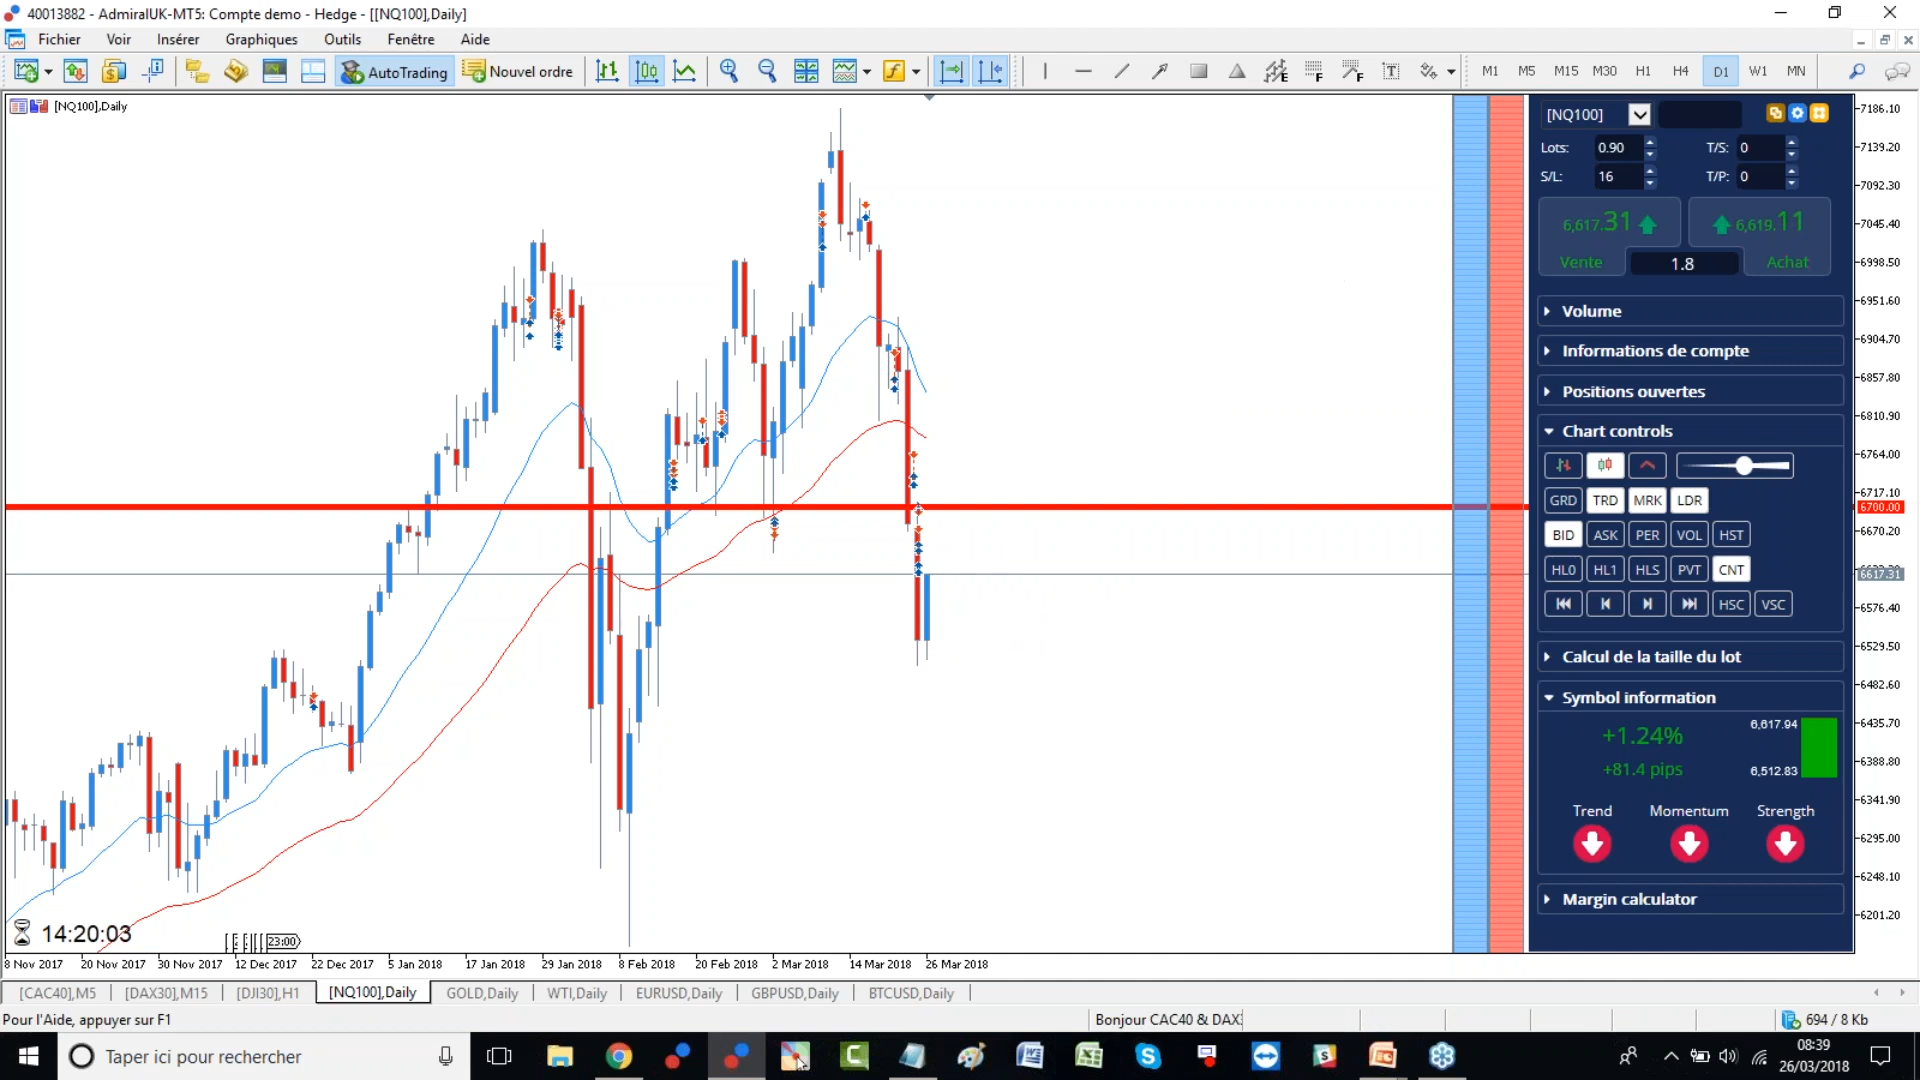 40013882 - AdmiralUK-MT5: Compte demo - Hedge - [[NQ100],Daily]
Fichier Voir Insérer Graphiques Outils Fenêtre Aide
AutoTrading Nouvel ordre M1 M5 M15 M30 H1 H4 D1 W1 MN
[NQ100],Daily
[NQ100]
Lots: 0.90 T/S: 0
S/L: 16 T/P: 0
6,617.31 6,619.11
Vente 1.8 Achat
Volume
Informations de compte
Positions ouvertes
Chart controls
GRD TRD MRK LDR
BID ASK PER VOL HST
HL0 HL1 HLS PVT CNT
HSC VSC
Calcul de la taille du lot
Symbol information
+1.24% 6,617.94
+81.4 pips 6,512.83
Trend Momentum Strength
Margin calculator
7186.10
7139.20
7092.30
7045.40
6998.50
6951.60
6904.70
6857.80
6810.90
6764.00
6717.10
6700.00
6670.20
6617.31
6576.40
6529.50
6482.60
6435.70
6388.80
6341.90
6295.00
6248.10
6201.20
14:20:03
23:00
8 Nov 2017 20 Nov 2017 30 Nov 2017 12 Dec 2017 22 Dec 2017 5 Jan 2018 17 Jan 2018 29 Jan 2018 8 Feb 2018 20 Feb 2018 2 Mar 2018 14 Mar 2018 26 Mar 2018
[CAC40],M5 [DAX30],M15 [DJI30],H1 [NQ100],Daily GOLD,Daily WTI,Daily EURUSD,Daily GBPUSD,Daily BTCUSD,Daily
Pour l'Aide, appuyer sur F1 Bonjour CAC40 & DAX 694 / 8 Kb
Taper ici pour rechercher
08:39
26/03/2018